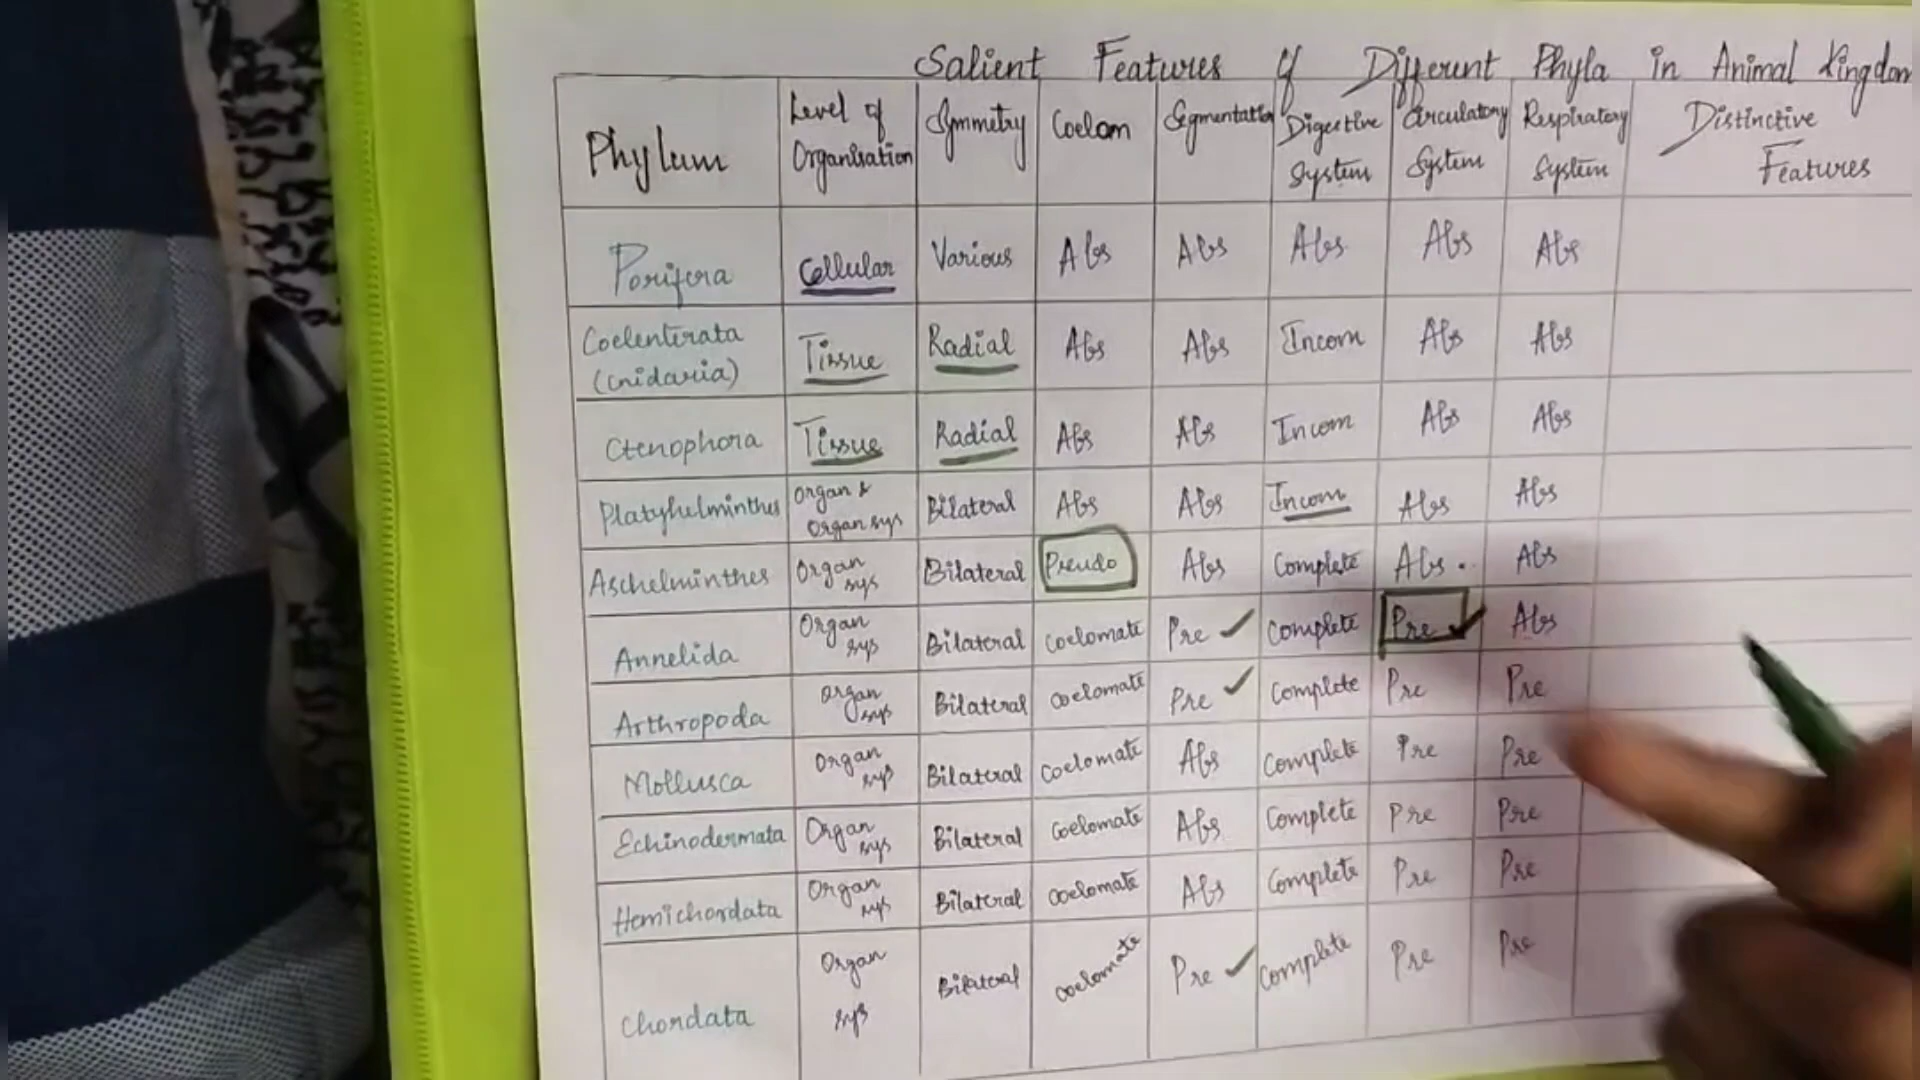 Salient Features of Different Phyla in Animal Kingdom
Phylum
Level of
Organisation
Symmetry
Coelom
Segmentation
Digestive
System
Circulatory
System
Respiratory
System
Distinctive
Features
Porifera Cellular Various Abs Abs Abs Abs Abs
Coelenterata
(Cnidaria)
Tissue Radial Abs Abs Incom Abs Abs
Ctenophora Tissue Radial Abs Abs Incom Abs Abs
Platyhelminthes
Organ &
Organ sys
Bilateral Abs Abs Incom Abs Abs
Aschelminthes
Organ
sys
Bilateral Pseudo Abs Complete Abs. Abs
Annelida
Organ
sys
Bilateral Coelomate Pre ✓ Complete Pre ✓ Abs
Arthropoda
Organ
sys
Bilateral Coelomate Pre ✓ Complete Pre Pre
Mollusca
Organ
sys
Bilateral Coelomate Abs Complete Pre Pre
Echinodermata
Organ
sys
Bilateral Coelomate Abs Complete Pre Pre
Hemichordata
Organ
sys
Bilateral Coelomate Abs Complete Pre Pre
Chordata
Organ
sys
Bilateral Coelomate Pre ✓ Complete Pre Pre